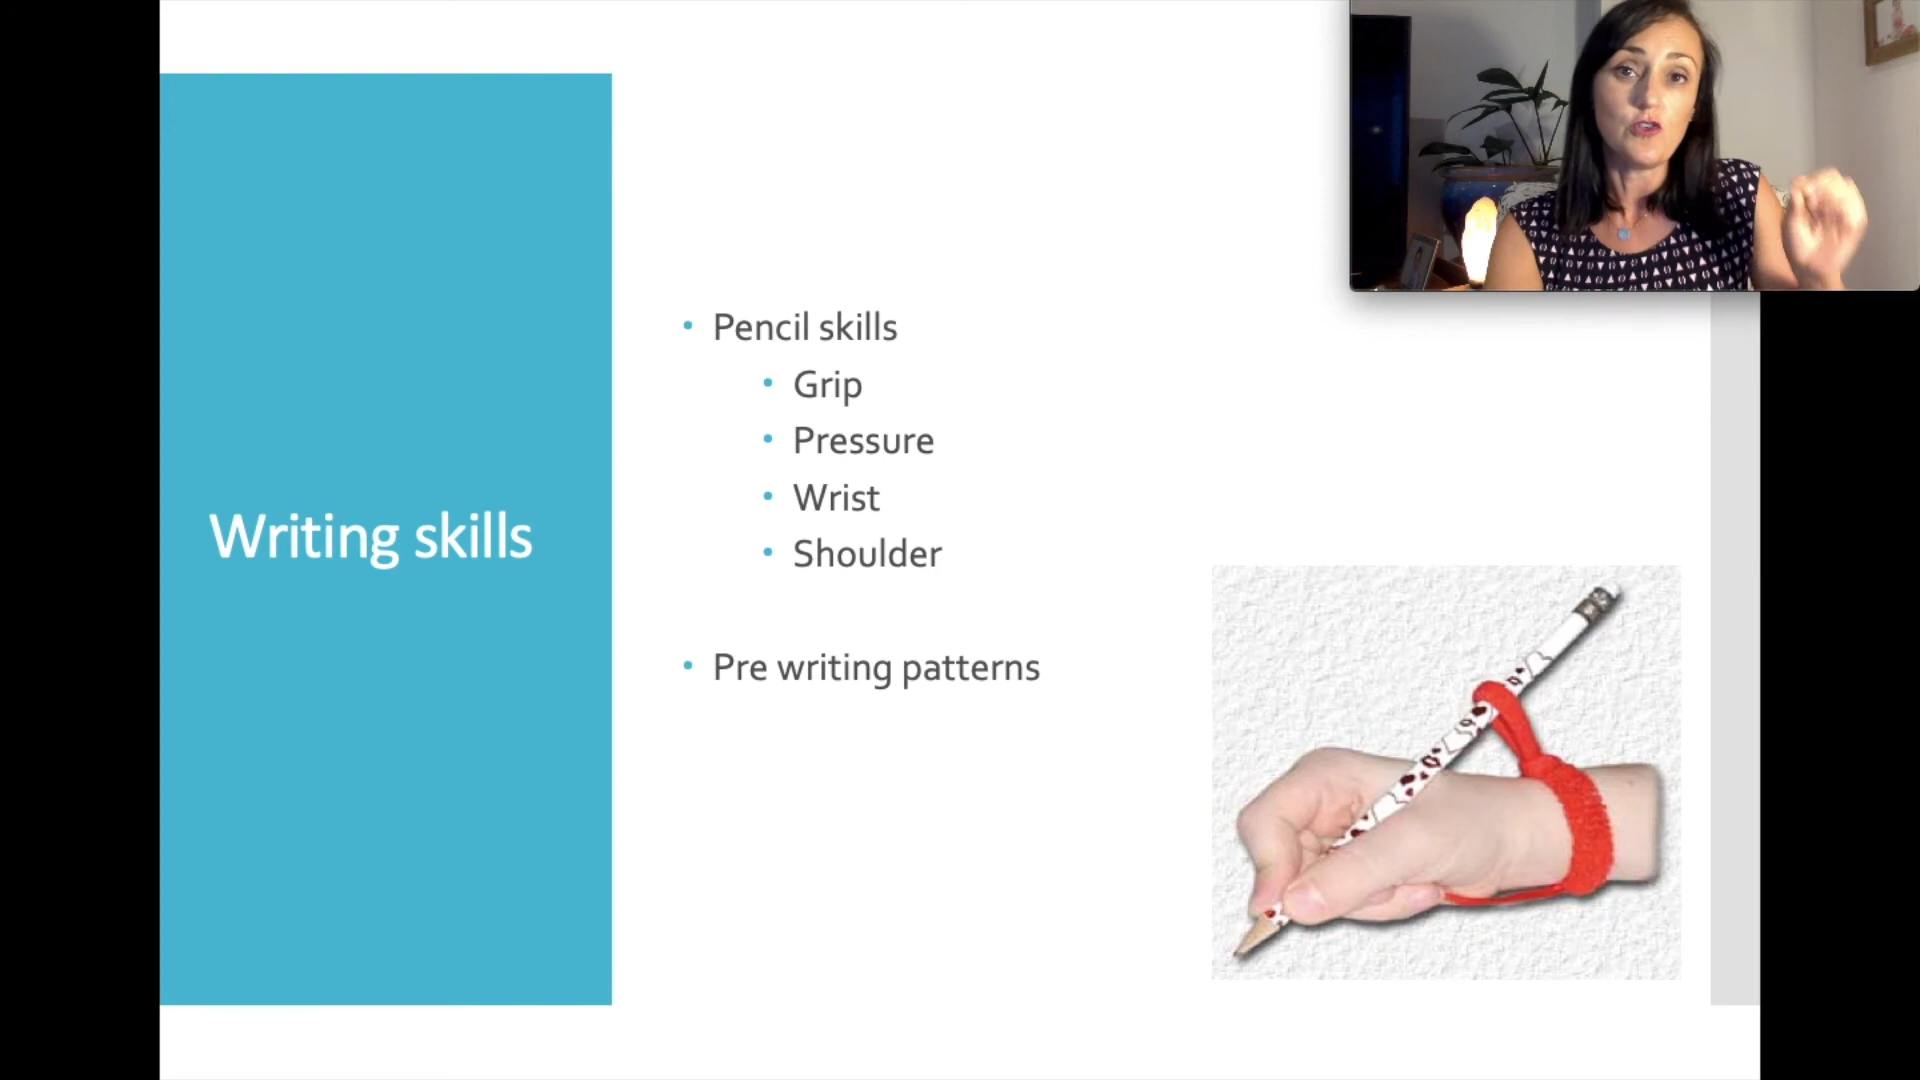 Writing skills
Pencil skills
Grip
Pressure
Wrist
Shoulder
Pre writing patterns